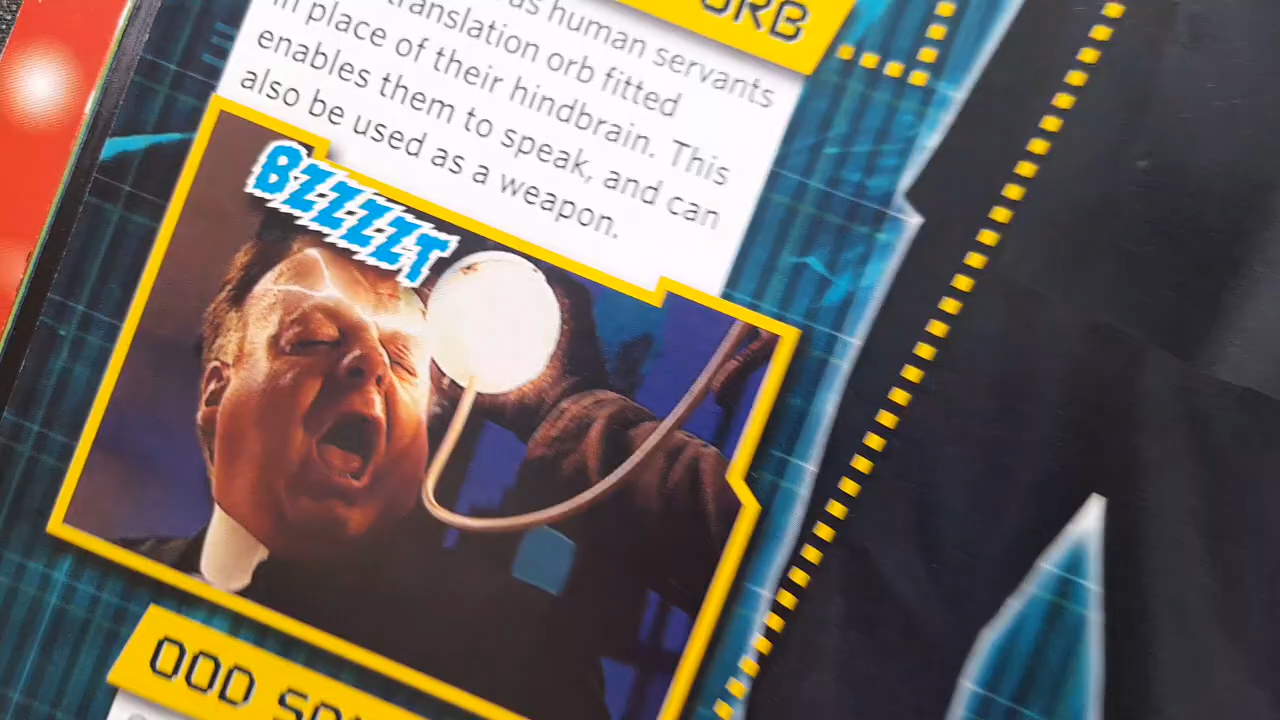 ORB
as human servants
translation orb fitted
in place of their hindbrain. This
enables them to speak, and can
also be used as a weapon.
BZZZZT
OOD